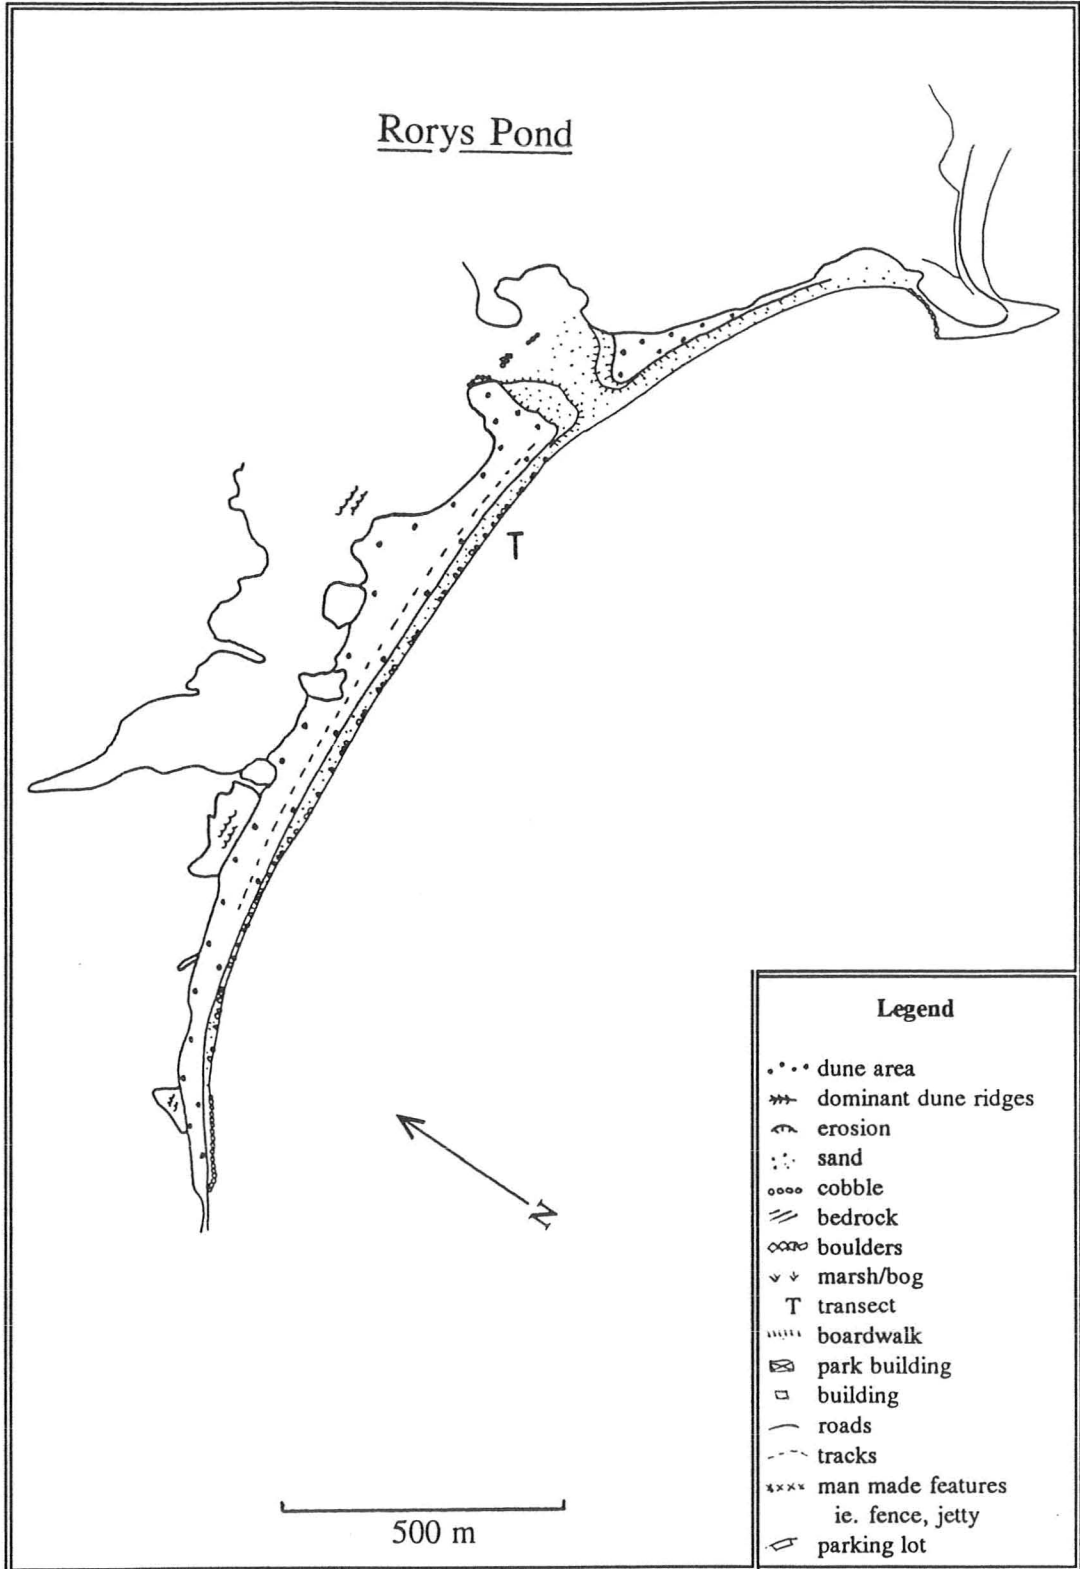 Rorys Pond
T
N
500 m
Legend
dune area
dominant dune ridges
erosion
sand
cobble
bedrock
boulders
marsh/bog
T transect
boardwalk
park building
building
roads
tracks
man made features
ie. fence, jetty
parking lot